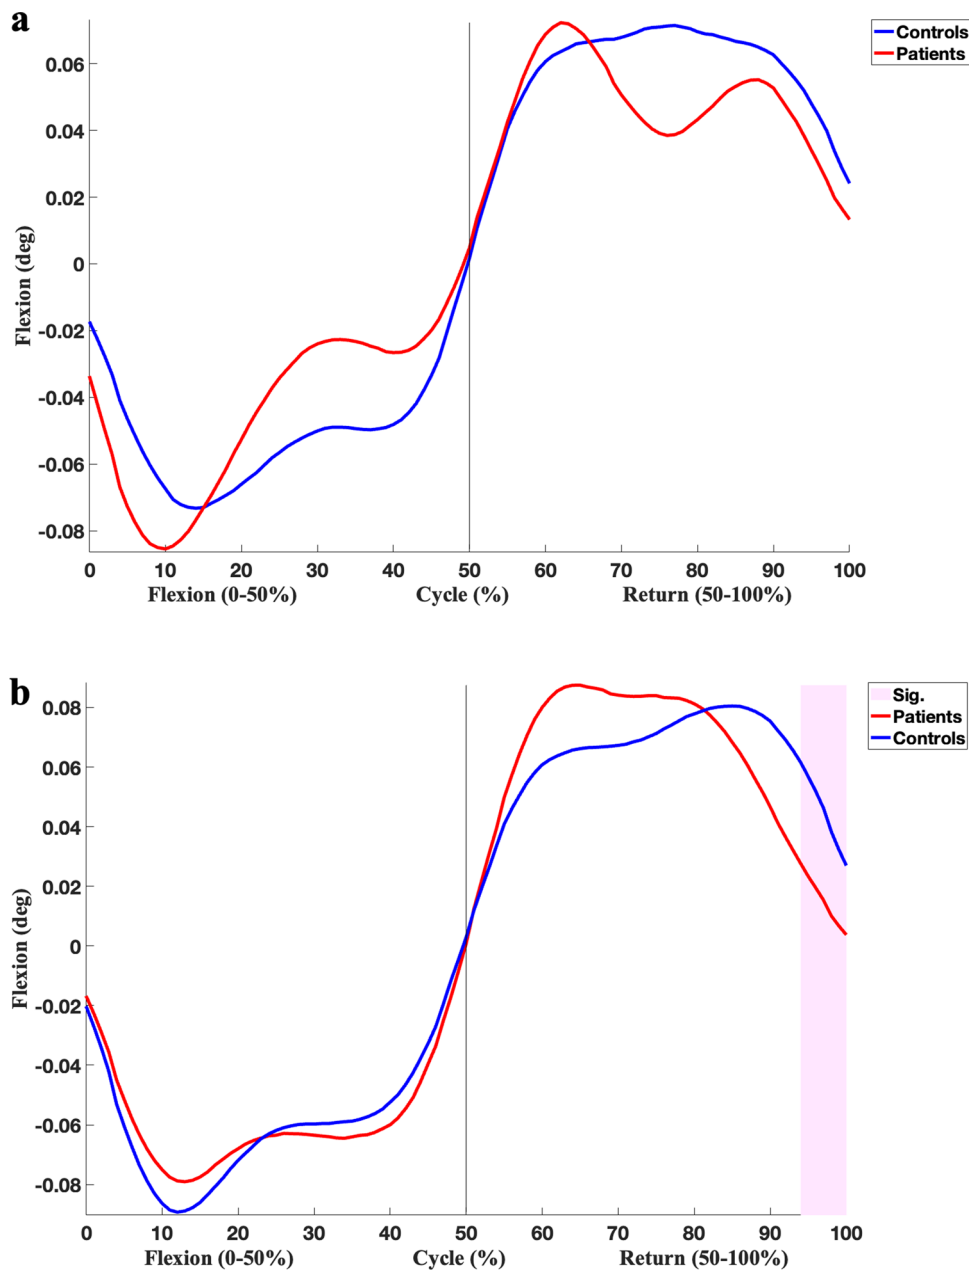 a
Controls
Patients
0.06
0.04
0.02
0
-0.02
-0.04
-0.06
-0.08
Flexion (deg)
0 10 20 30 40 50 60 70 80 90 100
Flexion (0-50%) Cycle (%) Return (50-100%)
b
Sig.
Patients
Controls
0.08
0.06
0.04
0.02
0
-0.02
-0.04
-0.06
-0.08
Flexion (deg)
0 10 20 30 40 50 60 70 80 90 100
Flexion (0-50%) Cycle (%) Return (50-100%)